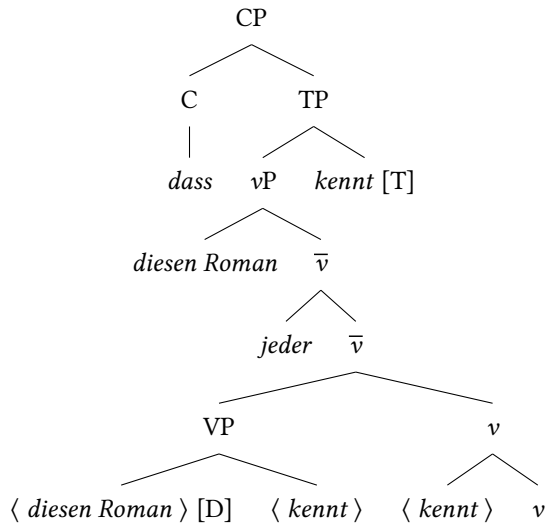 CP
C TP
dass vP kennt [T]
diesen Roman v̅
jeder v̅
VP v
⟨ diesen Roman ⟩ [D] ⟨ kennt ⟩ ⟨ kennt ⟩ v